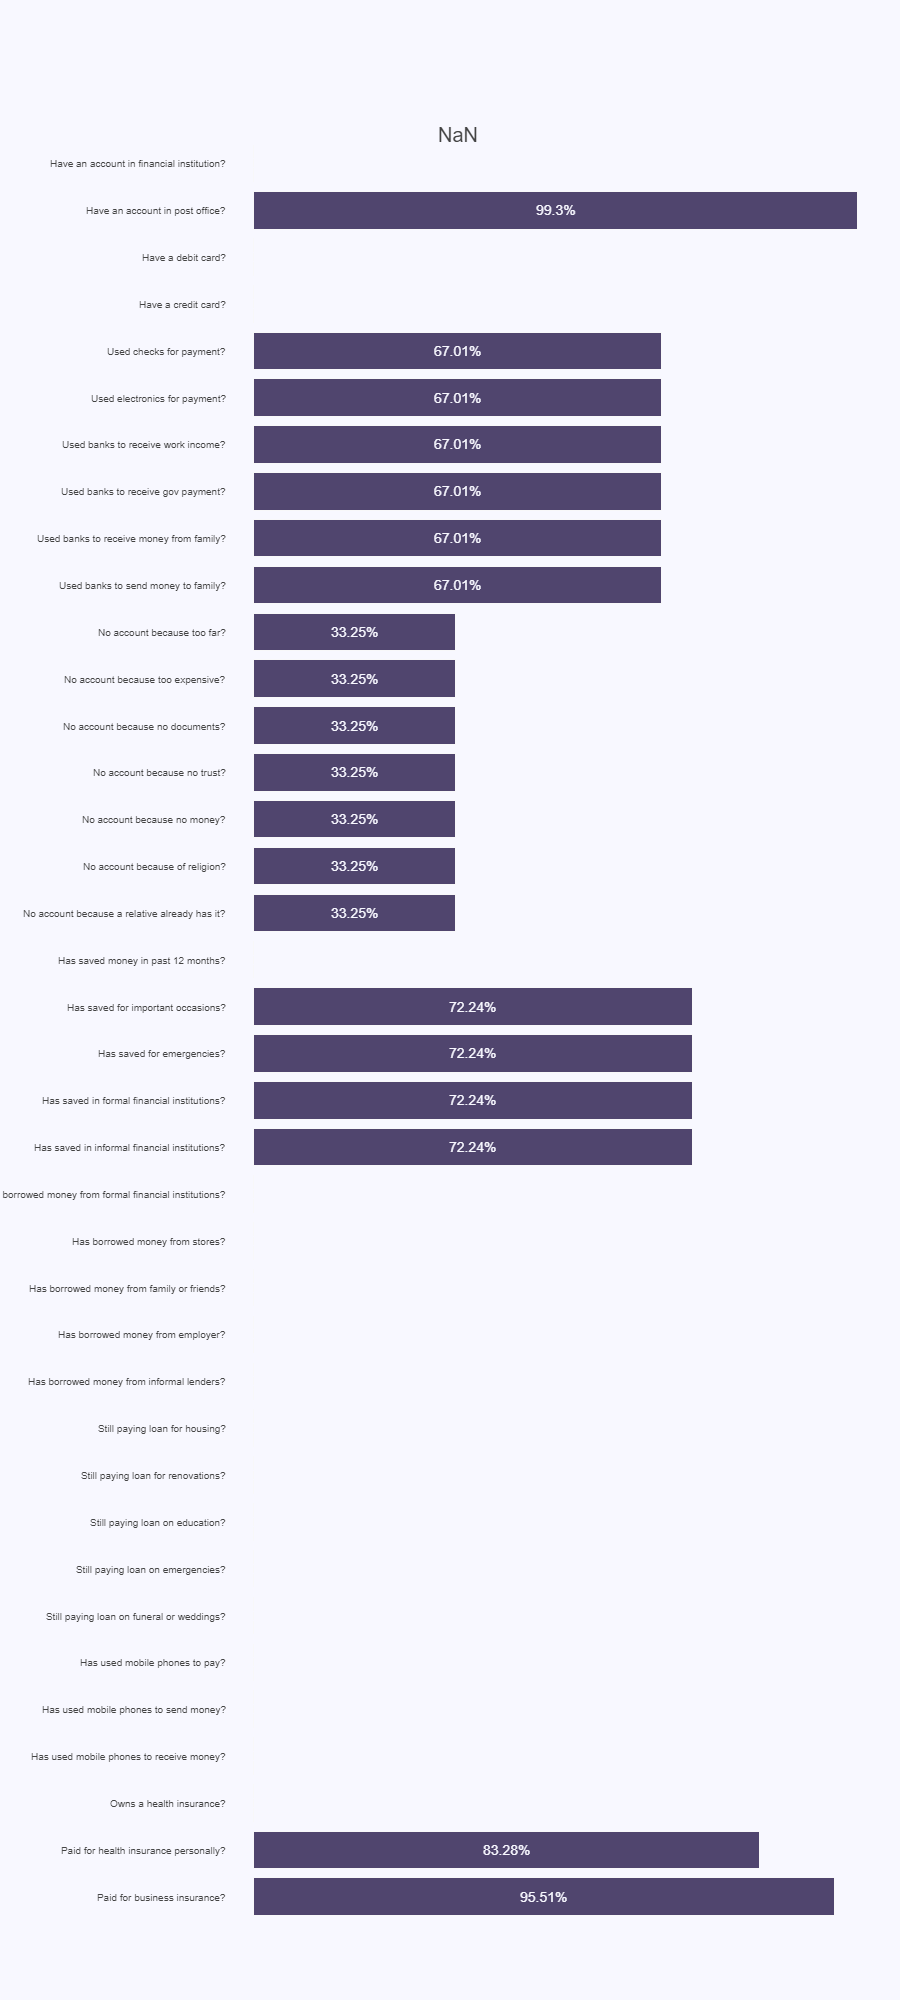 NaN
Have an account in financial institution?
Have an account in post office? 99.3%
Have a debit card?
Have a credit card?
Used checks for payment? 67.01%
Used electronics for payment? 67.01%
Used banks to receive work income? 67.01%
Used banks to receive gov payment? 67.01%
Used banks to receive money from family? 67.01%
Used banks to send money to family? 67.01%
No account because too far? 33.25%
No account because too expensive? 33.25%
No account because no documents? 33.25%
No account because no trust? 33.25%
No account because no money? 33.25%
No account because of religion? 33.25%
No account because a relative already has it? 33.25%
Has saved money in past 12 months?
Has saved for important occasions? 72.24%
Has saved for emergencies? 72.24%
Has saved in formal financial institutions? 72.24%
Has saved in informal financial institutions? 72.24%
borrowed money from formal financial institutions?
Has borrowed money from stores?
Has borrowed money from family or friends?
Has borrowed money from employer?
Has borrowed money from informal lenders?
Still paying loan for housing?
Still paying loan for renovations?
Still paying loan on education?
Still paying loan on emergencies?
Still paying loan on funeral or weddings?
Has used mobile phones to pay?
Has used mobile phones to send money?
Has used mobile phones to receive money?
Owns a health insurance?
Paid for health insurance personally? 83.28%
Paid for business insurance? 95.51%